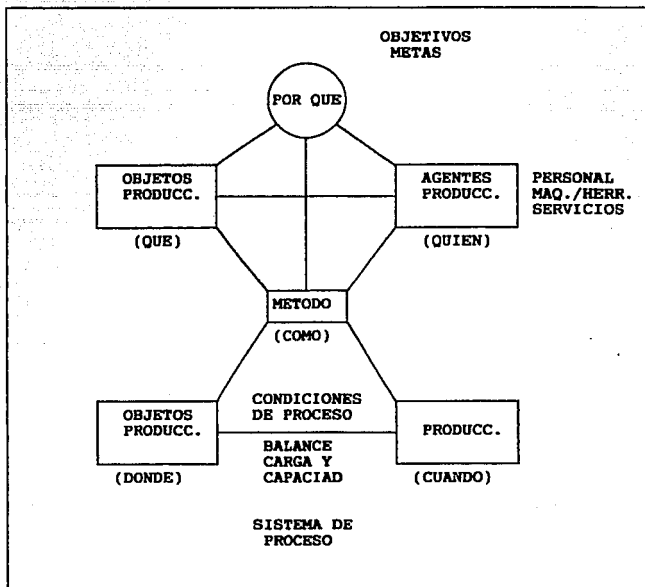 OBJETIVOS
METAS
POR QUE
OBJETOS
PRODUCC.
(QUE)
AGENTES
PRODUCC.
(QUIEN)
PERSONAL
MAQ./HERR.
SERVICIOS
METODO
(COMO)
OBJETOS
PRODUCC.
(DONDE)
CONDICIONES
DE PROCESO
BALANCE
CARGA Y
CAPACIAD
PRODUCC.
(CUANDO)
SISTEMA DE
PROCESO